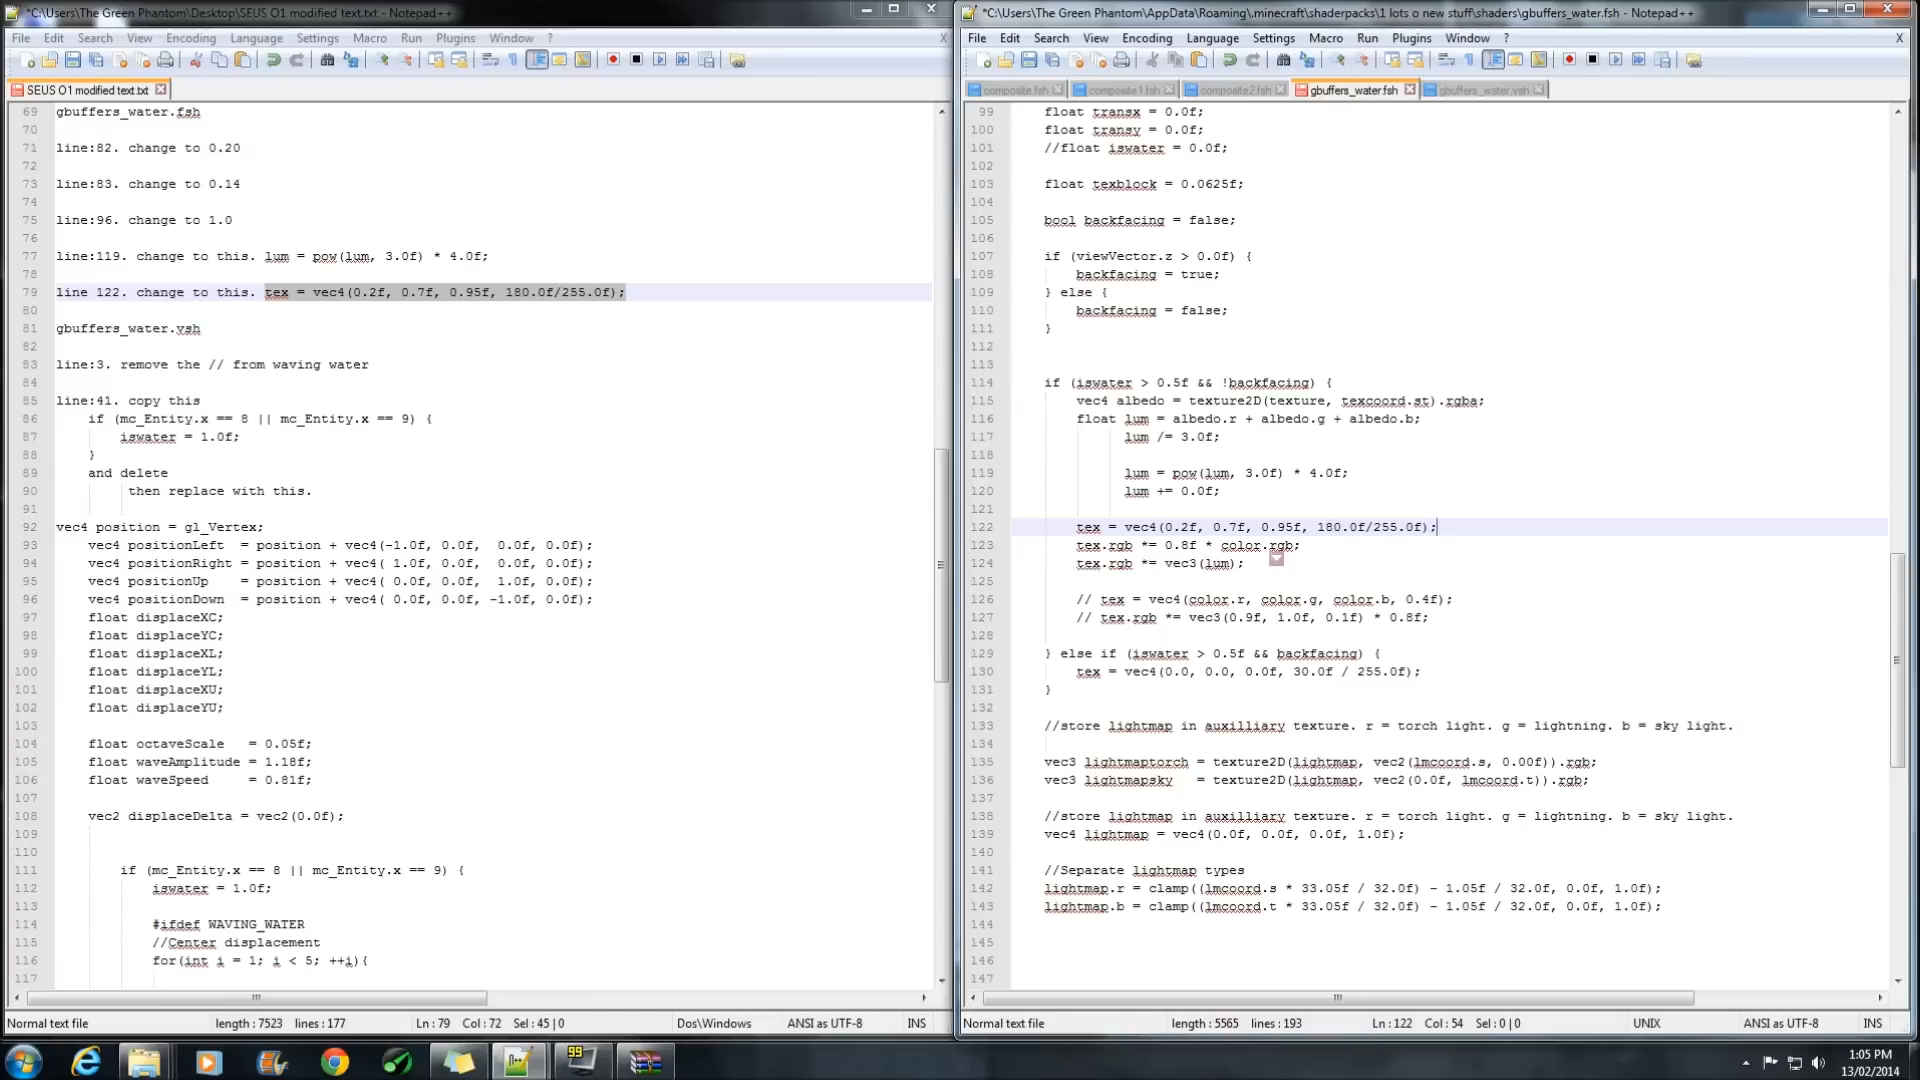 *C:\Users\The Green Phantom\Desktop\SEUS O1 modified text.txt - Notepad++
File Edit Search View Encoding Language Settings Macro Run Plugins Window ? X
SEUS O1 modified text.txt
69 gbuffers_water.fsh
70
71 line:82. change to 0.20
72
73 line:83. change to 0.14
74
75 line:96. change to 1.0
76
77 line:119. change to this. lum = pow(lum, 3.0f) * 4.0f;
78
79 line 122. change to this. tex = vec4(0.2f, 0.7f, 0.95f, 180.0f/255.0f);
80
81 gbuffers_water.vsh
82
83 line:3. remove the // from waving water
84
85 line:41. copy this
86 if (mc_Entity.x == 8 || mc_Entity.x == 9) {
87 iswater = 1.0f;
88 }
89 and delete
90 then replace with this.
91
92 vec4 position = gl_Vertex;
93 vec4 positionLeft = position + vec4(-1.0f, 0.0f, 0.0f, 0.0f);
94 vec4 positionRight = position + vec4( 1.0f, 0.0f, 0.0f, 0.0f);
95 vec4 positionUp = position + vec4( 0.0f, 0.0f, 1.0f, 0.0f);
96 vec4 positionDown = position + vec4( 0.0f, 0.0f, -1.0f, 0.0f);
97 float displaceXC;
98 float displaceYC;
99 float displaceXL;
100 float displaceYL;
101 float displaceXU;
102 float displaceYU;
103
104 float octaveScale = 0.05f;
105 float waveAmplitude = 1.18f;
106 float waveSpeed = 0.81f;
107
108 vec2 displaceDelta = vec2(0.0f);
109
110
111 if (mc_Entity.x == 8 || mc_Entity.x == 9) {
112 iswater = 1.0f;
113
114 #ifdef WAVING_WATER
115 //Center displacement
116 for(int i = 1; i < 5; ++i){
117
Normal text file length : 7523 lines : 177 Ln : 79 Col : 72 Sel : 45 | 0 Dos\Windows ANSI as UTF-8 INS
*C:\Users\The Green Phantom\AppData\Roaming\.minecraft\shaderpacks\1 lots o new stuff\shaders\gbuffers_water.fsh - Notepad++
File Edit Search View Encoding Language Settings Macro Run Plugins Window ? X
composite.fsh composite1.fsh composite2.fsh gbuffers_water.fsh gbuffers_water.vsh
99 float transx = 0.0f;
100 float transy = 0.0f;
101 //float iswater = 0.0f;
102
103 float texblock = 0.0625f;
104
105 bool backfacing = false;
106
107 if (viewVector.z > 0.0f) {
108 backfacing = true;
109 } else {
110 backfacing = false;
111 }
112
113
114 if (iswater > 0.5f && !backfacing) {
115 vec4 albedo = texture2D(texture, texcoord.st).rgba;
116 float lum = albedo.r + albedo.g + albedo.b;
117 lum /= 3.0f;
118
119 lum = pow(lum, 3.0f) * 4.0f;
120 lum += 0.0f;
121
122 tex = vec4(0.2f, 0.7f, 0.95f, 180.0f/255.0f);
123 tex.rgb *= 0.8f * color.rgb;
124 tex.rgb *= vec3(lum);
125
126 // tex = vec4(color.r, color.g, color.b, 0.4f);
127 // tex.rgb *= vec3(0.9f, 1.0f, 0.1f) * 0.8f;
128
129 } else if (iswater > 0.5f && backfacing) {
130 tex = vec4(0.0, 0.0, 0.0f, 30.0f / 255.0f);
131 }
132
133 //store lightmap in auxilliary texture. r = torch light. g = lightning. b = sky light.
134
135 vec3 lightmaptorch = texture2D(lightmap, vec2(lmcoord.s, 0.00f)).rgb;
136 vec3 lightmapsky = texture2D(lightmap, vec2(0.0f, lmcoord.t)).rgb;
137
138 //store lightmap in auxilliary texture. r = torch light. g = lightning. b = sky light.
139 vec4 lightmap = vec4(0.0f, 0.0f, 0.0f, 1.0f);
140
141 //Separate lightmap types
142 lightmap.r = clamp((lmcoord.s * 33.05f / 32.0f) - 1.05f / 32.0f, 0.0f, 1.0f);
143 lightmap.b = clamp((lmcoord.t * 33.05f / 32.0f) - 1.05f / 32.0f, 0.0f, 1.0f);
144
145
146
147
Normal text file length : 5565 lines : 193 Ln : 122 Col : 54 Sel : 0 | 0 UNIX ANSI as UTF-8 INS
99
1:05 PM
13/02/2014